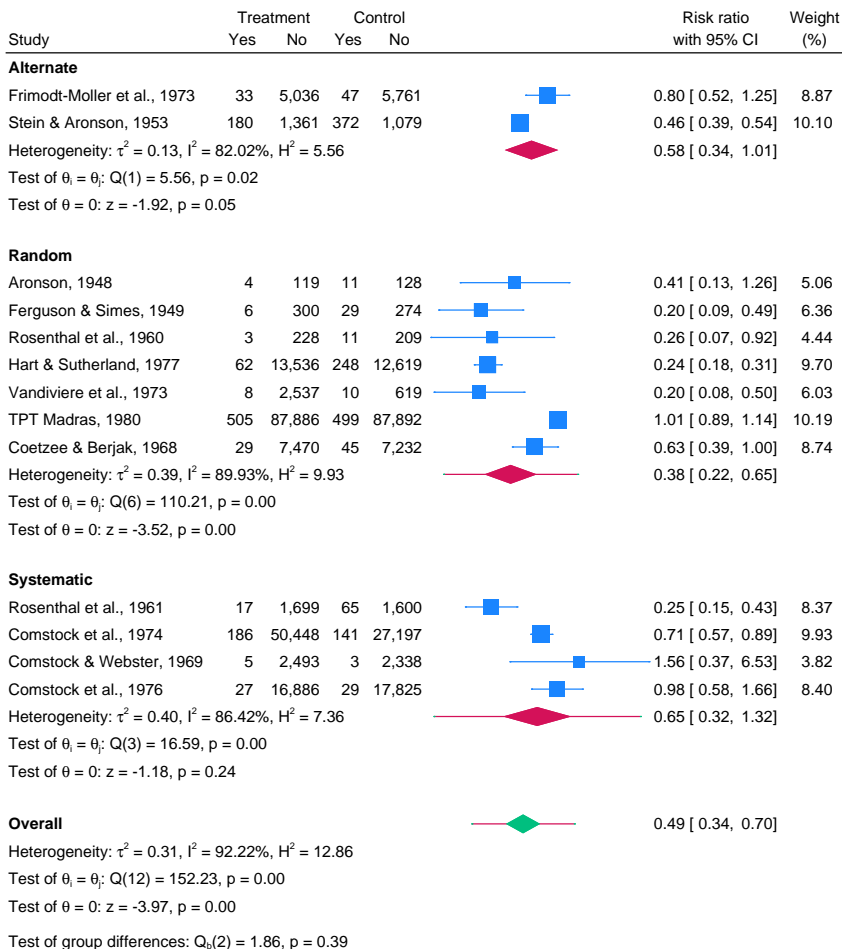 Treatment Control Risk ratio Weight
Study Yes No Yes No with 95% CI (%)
Alternate
Frimodt-Moller et al., 1973 33 5,036 47 5,761 0.80 [ 0.52, 1.25] 8.87
Stein & Aronson, 1953 180 1,361 372 1,079 0.46 [ 0.39, 0.54] 10.10
Heterogeneity: τ² = 0.13, I² = 82.02%, H² = 5.56 0.58 [ 0.34, 1.01]
Test of θᵢ = θⱼ: Q(1) = 5.56, p = 0.02
Test of θ = 0: z = -1.92, p = 0.05
Random
Aronson, 1948 4 119 11 128 0.41 [ 0.13, 1.26] 5.06
Ferguson & Simes, 1949 6 300 29 274 0.20 [ 0.09, 0.49] 6.36
Rosenthal et al., 1960 3 228 11 209 0.26 [ 0.07, 0.92] 4.44
Hart & Sutherland, 1977 62 13,536 248 12,619 0.24 [ 0.18, 0.31] 9.70
Vandiviere et al., 1973 8 2,537 10 619 0.20 [ 0.08, 0.50] 6.03
TPT Madras, 1980 505 87,886 499 87,892 1.01 [ 0.89, 1.14] 10.19
Coetzee & Berjak, 1968 29 7,470 45 7,232 0.63 [ 0.39, 1.00] 8.74
Heterogeneity: τ² = 0.39, I² = 89.93%, H² = 9.93 0.38 [ 0.22, 0.65]
Test of θᵢ = θⱼ: Q(6) = 110.21, p = 0.00
Test of θ = 0: z = -3.52, p = 0.00
Systematic
Rosenthal et al., 1961 17 1,699 65 1,600 0.25 [ 0.15, 0.43] 8.37
Comstock et al., 1974 186 50,448 141 27,197 0.71 [ 0.57, 0.89] 9.93
Comstock & Webster, 1969 5 2,493 3 2,338 1.56 [ 0.37, 6.53] 3.82
Comstock et al., 1976 27 16,886 29 17,825 0.98 [ 0.58, 1.66] 8.40
Heterogeneity: τ² = 0.40, I² = 86.42%, H² = 7.36 0.65 [ 0.32, 1.32]
Test of θᵢ = θⱼ: Q(3) = 16.59, p = 0.00
Test of θ = 0: z = -1.18, p = 0.24
Overall 0.49 [ 0.34, 0.70]
Heterogeneity: τ² = 0.31, I² = 92.22%, H² = 12.86
Test of θᵢ = θⱼ: Q(12) = 152.23, p = 0.00
Test of θ = 0: z = -3.97, p = 0.00
Test of group differences: Q_b(2) = 1.86, p = 0.39